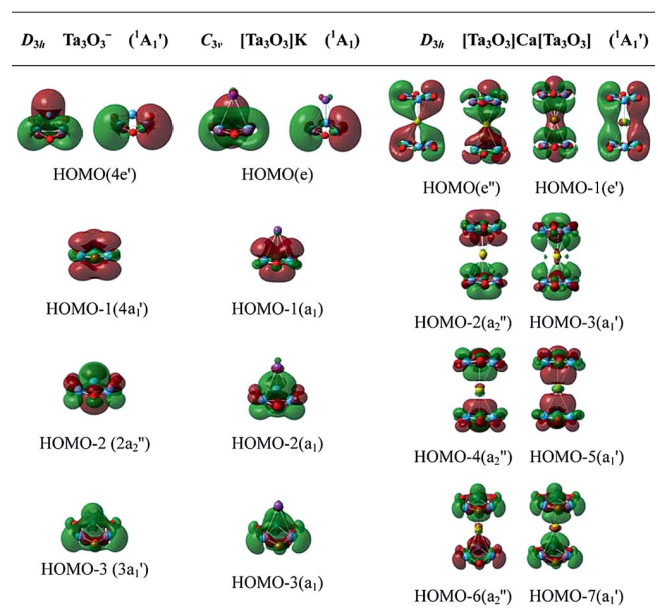 D3h Ta3O3− (1A1') C3v [Ta3O3]K (1A1) D3h [Ta3O3]Ca[Ta3O3] (1A1')
HOMO(4e') HOMO(e) HOMO(e'') HOMO-1(e')
HOMO-1(4a1') HOMO-1(a1) HOMO-2(a2'') HOMO-3(a1')
HOMO-2 (2a2'') HOMO-2(a1) HOMO-4(a2'') HOMO-5(a1')
HOMO-3 (3a1') HOMO-3(a1) HOMO-6(a2'') HOMO-7(a1')